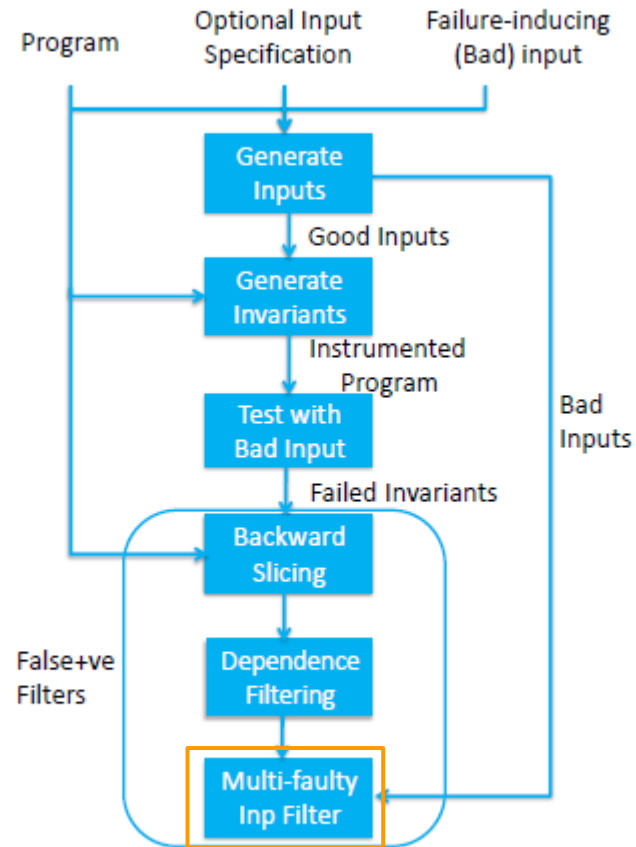 Program
Optional Input
Specification
Failure-inducing
(Bad) input
Generate
Inputs
Good Inputs
Generate
Invariants
Instrumented
Program
Test with
Bad Input
Bad
Inputs
Failed Invariants
Backward
Slicing
False+ve
Filters
Dependence
Filtering
Multi-faulty
Inp Filter